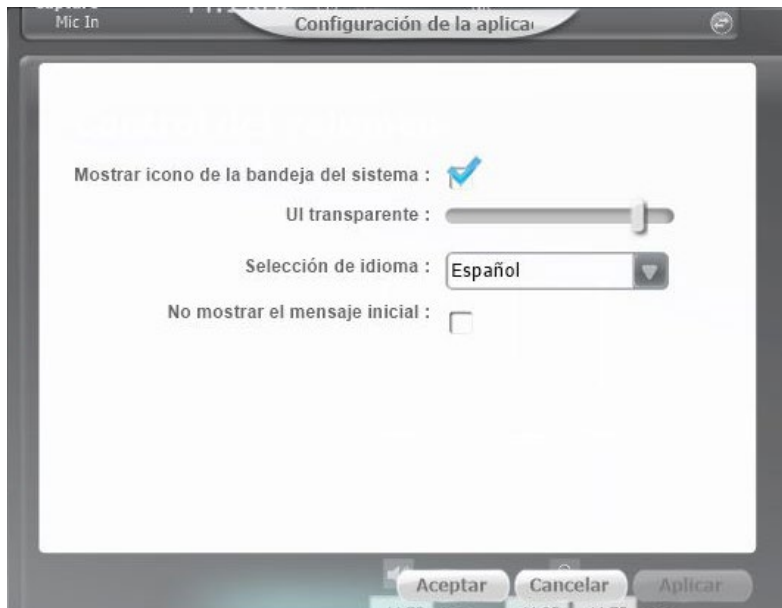 Mic In
Configuración de la aplica
Mostrar icono de la bandeja del sistema :
UI transparente :
Selección de idioma :
Español
No mostrar el mensaje inicial :
Aceptar
Cancelar
Aplicar